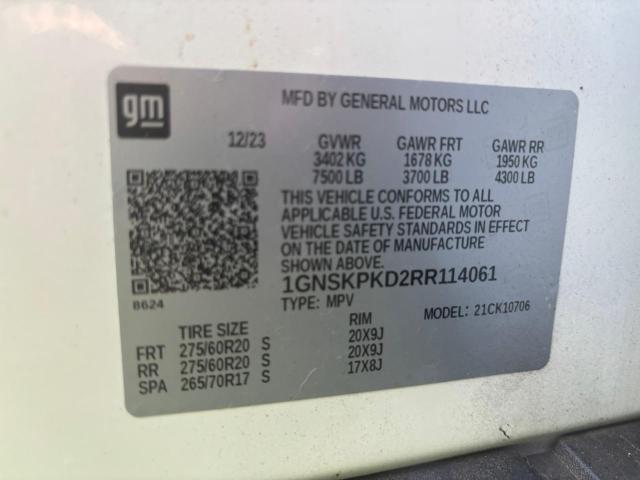 gm
MFD BY GENERAL MOTORS LLC
12/23 GVWR GAWR FRT GAWR RR
3402 KG 1678 KG 1950 KG
7500 LB 3700 LB 4300 LB
THIS VEHICLE CONFORMS TO ALL
APPLICABLE U.S. FEDERAL MOTOR
VEHICLE SAFETY STANDARDS IN EFFECT
ON THE DATE OF MANUFACTURE
SHOWN ABOVE.
1GNSKPKD2RR114061
8624
TYPE: MPV MODEL: 21CK10706
TIRE SIZE RIM
FRT 275/60R20 S 20X9J
RR 275/60R20 S 20X9J
SPA 265/70R17 S 17X8J